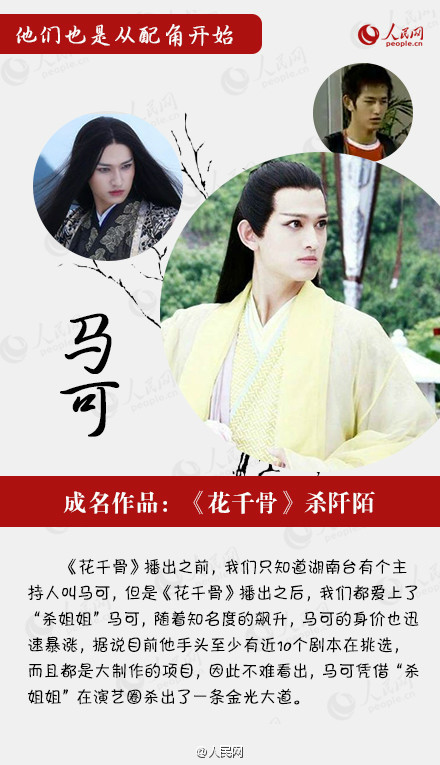 他们也是从配角开始
人民网
people.cn
马可
成名作品：《花千骨》杀阡陌
《花千骨》播出之前，我们只知道湖南台有个主
持人叫马可，但是《花千骨》播出之后，我们都爱上了
“杀姐姐”马可，随着知名度的飙升，马可的身价也迅
速暴涨，据说目前他手头至少有近10个剧本在挑选，
而且都是大制作的项目，因此不难看出，马可凭借“杀
姐姐”在演艺圈杀出了一条金光大道。
@人民网